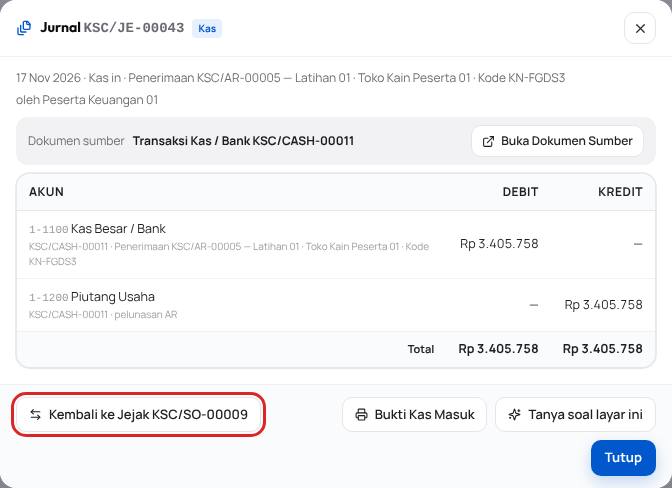 Jurnal KSC/JE-00043 Kas
17 Nov 2026 · Kas in · Penerimaan KSC/AR-00005 — Latihan 01 · Toko Kain Peserta 01 · Kode KN-FGDS3
oleh Peserta Keuangan 01
Dokumen sumber Transaksi Kas / Bank KSC/CASH-00011 Buka Dokumen Sumber
AKUN DEBIT KREDIT
1-1100 Kas Besar / Bank
KSC/CASH-00011 · Penerimaan KSC/AR-00005 — Latihan 01 · Toko Kain Peserta 01 · Kode
KN-FGDS3
Rp 3.405.758 —
1-1200 Piutang Usaha
KSC/CASH-00011 · pelunasan AR
— Rp 3.405.758
Total Rp 3.405.758 Rp 3.405.758
Kembali ke Jejak KSC/SO-00009 Bukti Kas Masuk Tanya soal layar ini
Tutup